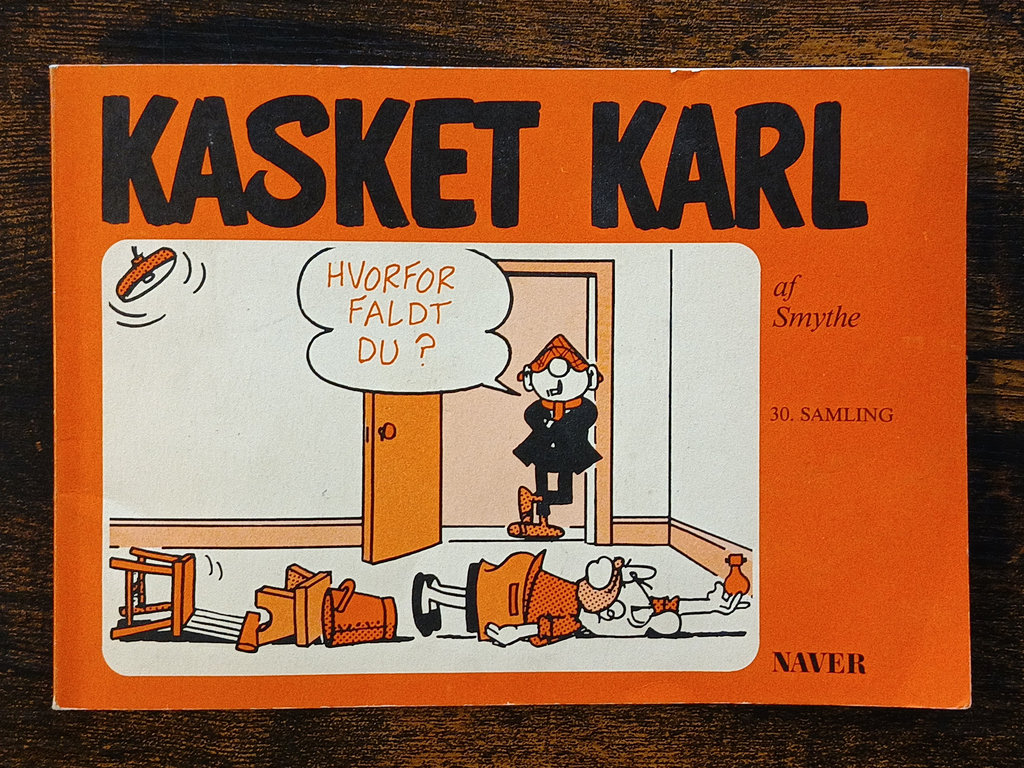 KASKET KARL
HVORFOR
FALDT
DU?
af
Smythe
30. SAMLING
NAVER